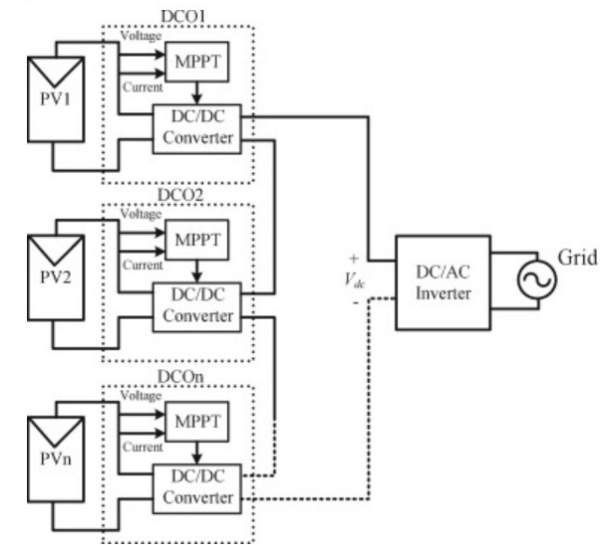 DCO1
Voltage
MPPT
PV1
Current
DC/DC
Converter
DCO2
Voltage
MPPT
PV2
Current
DC/DC
Converter
+
Vdc
-
DC/AC
Inverter
Grid
DCOn
Voltage
MPPT
PVn
Current
DC/DC
Converter